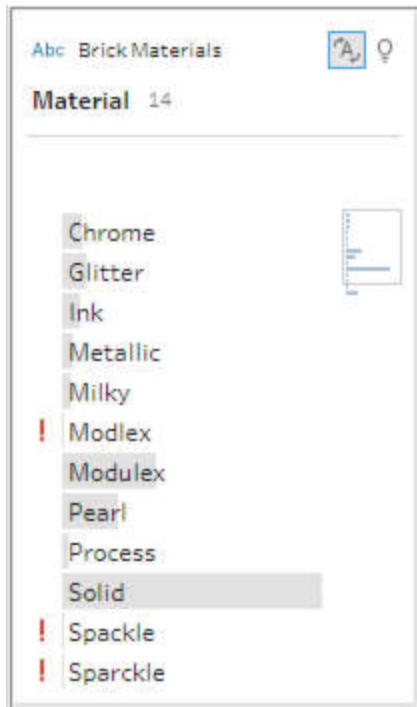 Abc Brick Materials
Material 14
Chrome
Glitter
Ink
Metallic
Milky
! Modlex
Modulex
Pearl
Process
Solid
! Spackle
! Sparckle